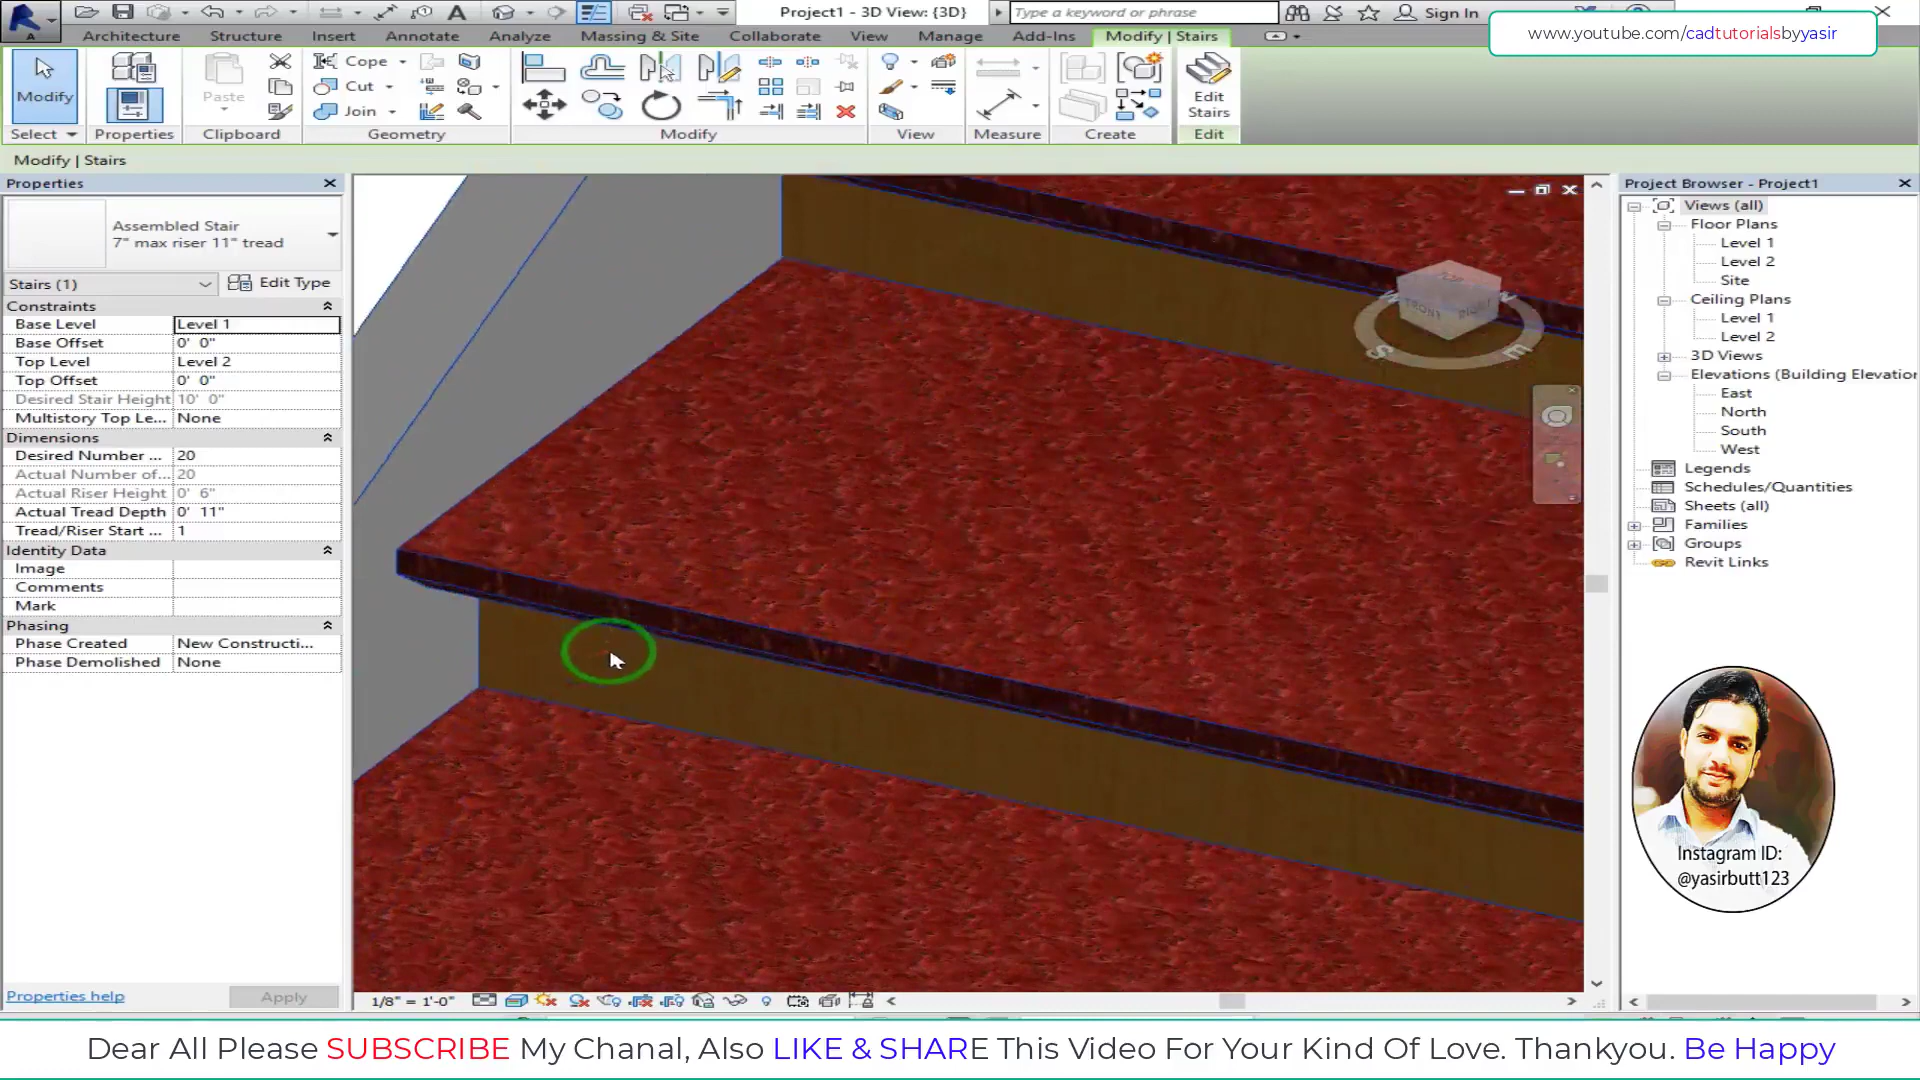 Project1 - 3D View: {3D}
Type a keyword or phrase
Sign In
www.youtube.com/cadtutorialsbyyasir
Architecture
Structure
Insert
Annotate
Analyze
Massing & Site
Collaborate
View
Manage
Add-Ins
Modify | Stairs
Modify
Paste
Cope
Cut
Join
Edit
Stairs
Select
Properties
Clipboard
Geometry
Modify
View
Measure
Create
Edit
Modify | Stairs
Properties
Assembled Stair
7" max riser 11" tread
Stairs (1)
Edit Type
Constraints
Base Level Level 1
Base Offset 0' 0"
Top Level Level 2
Top Offset 0' 0"
Desired Stair Height 10' 0"
Multistory Top Le... None
Dimensions
Desired Number ... 20
Actual Number of... 20
Actual Riser Height 0' 6"
Actual Tread Depth 0' 11"
Tread/Riser Start ... 1
Identity Data
Image
Comments
Mark
Phasing
Phase Created New Constructi...
Phase Demolished None
Properties help
Apply
FRONT
S
E
1/8" = 1'-0"
Project Browser - Project1
Views (all)
Floor Plans
Level 1
Level 2
Site
Ceiling Plans
Level 1
Level 2
3D Views
Elevations (Building Elevation
East
North
South
West
Legends
Schedules/Quantities
Sheets (all)
Families
Groups
Revit Links
Instagram ID:
@yasirbutt123
Dear All Please SUBSCRIBE My Chanal, Also LIKE & SHARE This Video For Your Kind Of Love. Thankyou. Be Happy